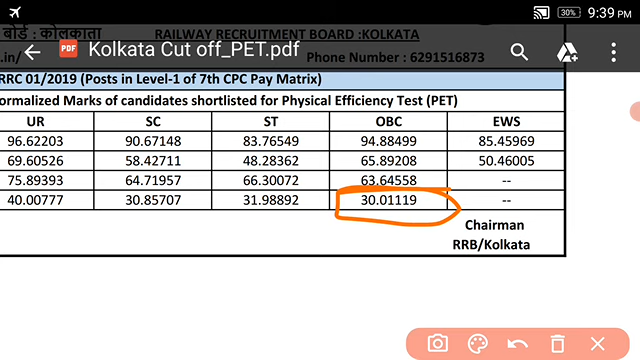 9:39 PM
30%
बोर्ड : कोलकाता RAILWAY RECRUITMENT BOARD :KOLKATA
PDF Kolkata Cut off_PET.pdf
.in/ Phone Number : 6291516873
RRC 01/2019 (Posts in Level-1 of 7th CPC Pay Matrix)
ormalized Marks of candidates shortlisted for Physical Efficiency Test (PET)
UR SC ST OBC EWS
96.62203 90.67148 83.76549 94.88499 85.45969
69.60526 58.42711 48.28362 65.89208 50.46005
75.89393 64.71957 66.30072 63.64558 --
40.00777 30.85707 31.98892 30.01119 --
Chairman
RRB/Kolkata